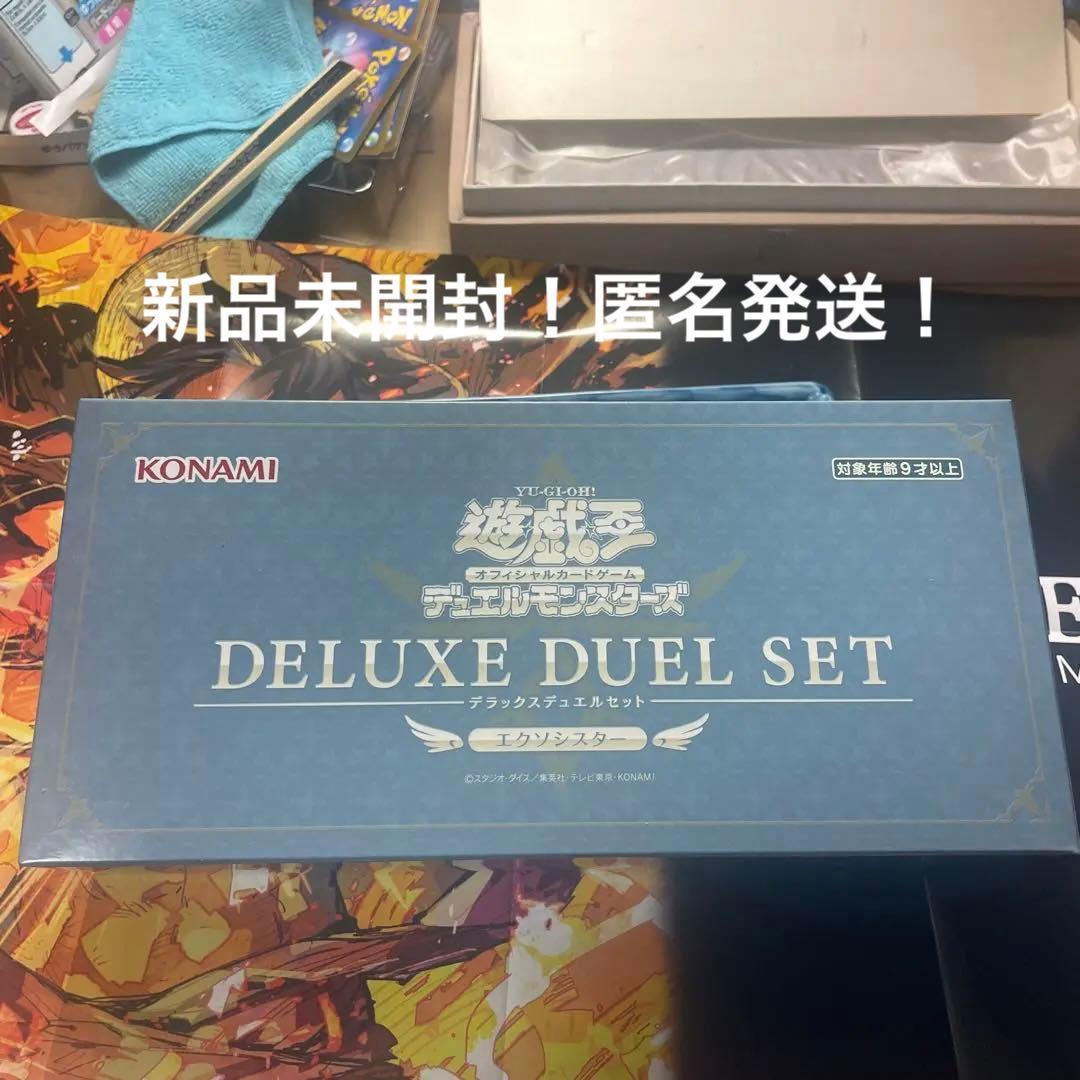 POKÉMON
新品未開封！匿名発送！
KONAMI
対象年齢9才以上
YU-GI-OH!
遊戯王
オフィシャルカードゲーム
デュエルモンスターズ
DELUXE DUEL SET
デラックスデュエルセット
エクソシスター
©スタジオ・ダイス／集英社・テレビ東京・KONAMI